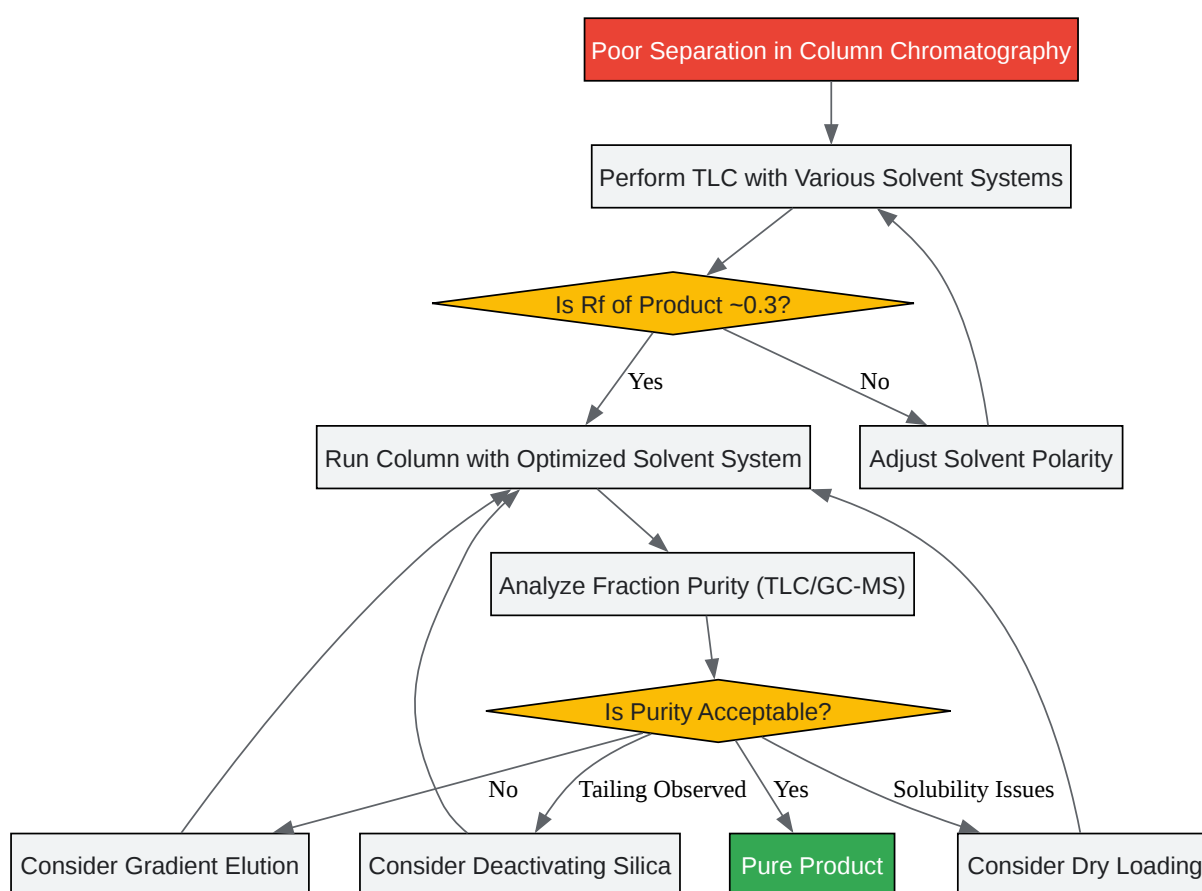 Poor Separation in Column Chromatography
Perform TLC with Various Solvent Systems
Is Rf of Product ~0.3?
Yes
No
Run Column with Optimized Solvent System
Adjust Solvent Polarity
Analyze Fraction Purity (TLC/GC-MS)
Is Purity Acceptable?
No
Tailing Observed
Yes
Solubility Issues
Consider Gradient Elution
Consider Deactivating Silica
Pure Product
Consider Dry Loading